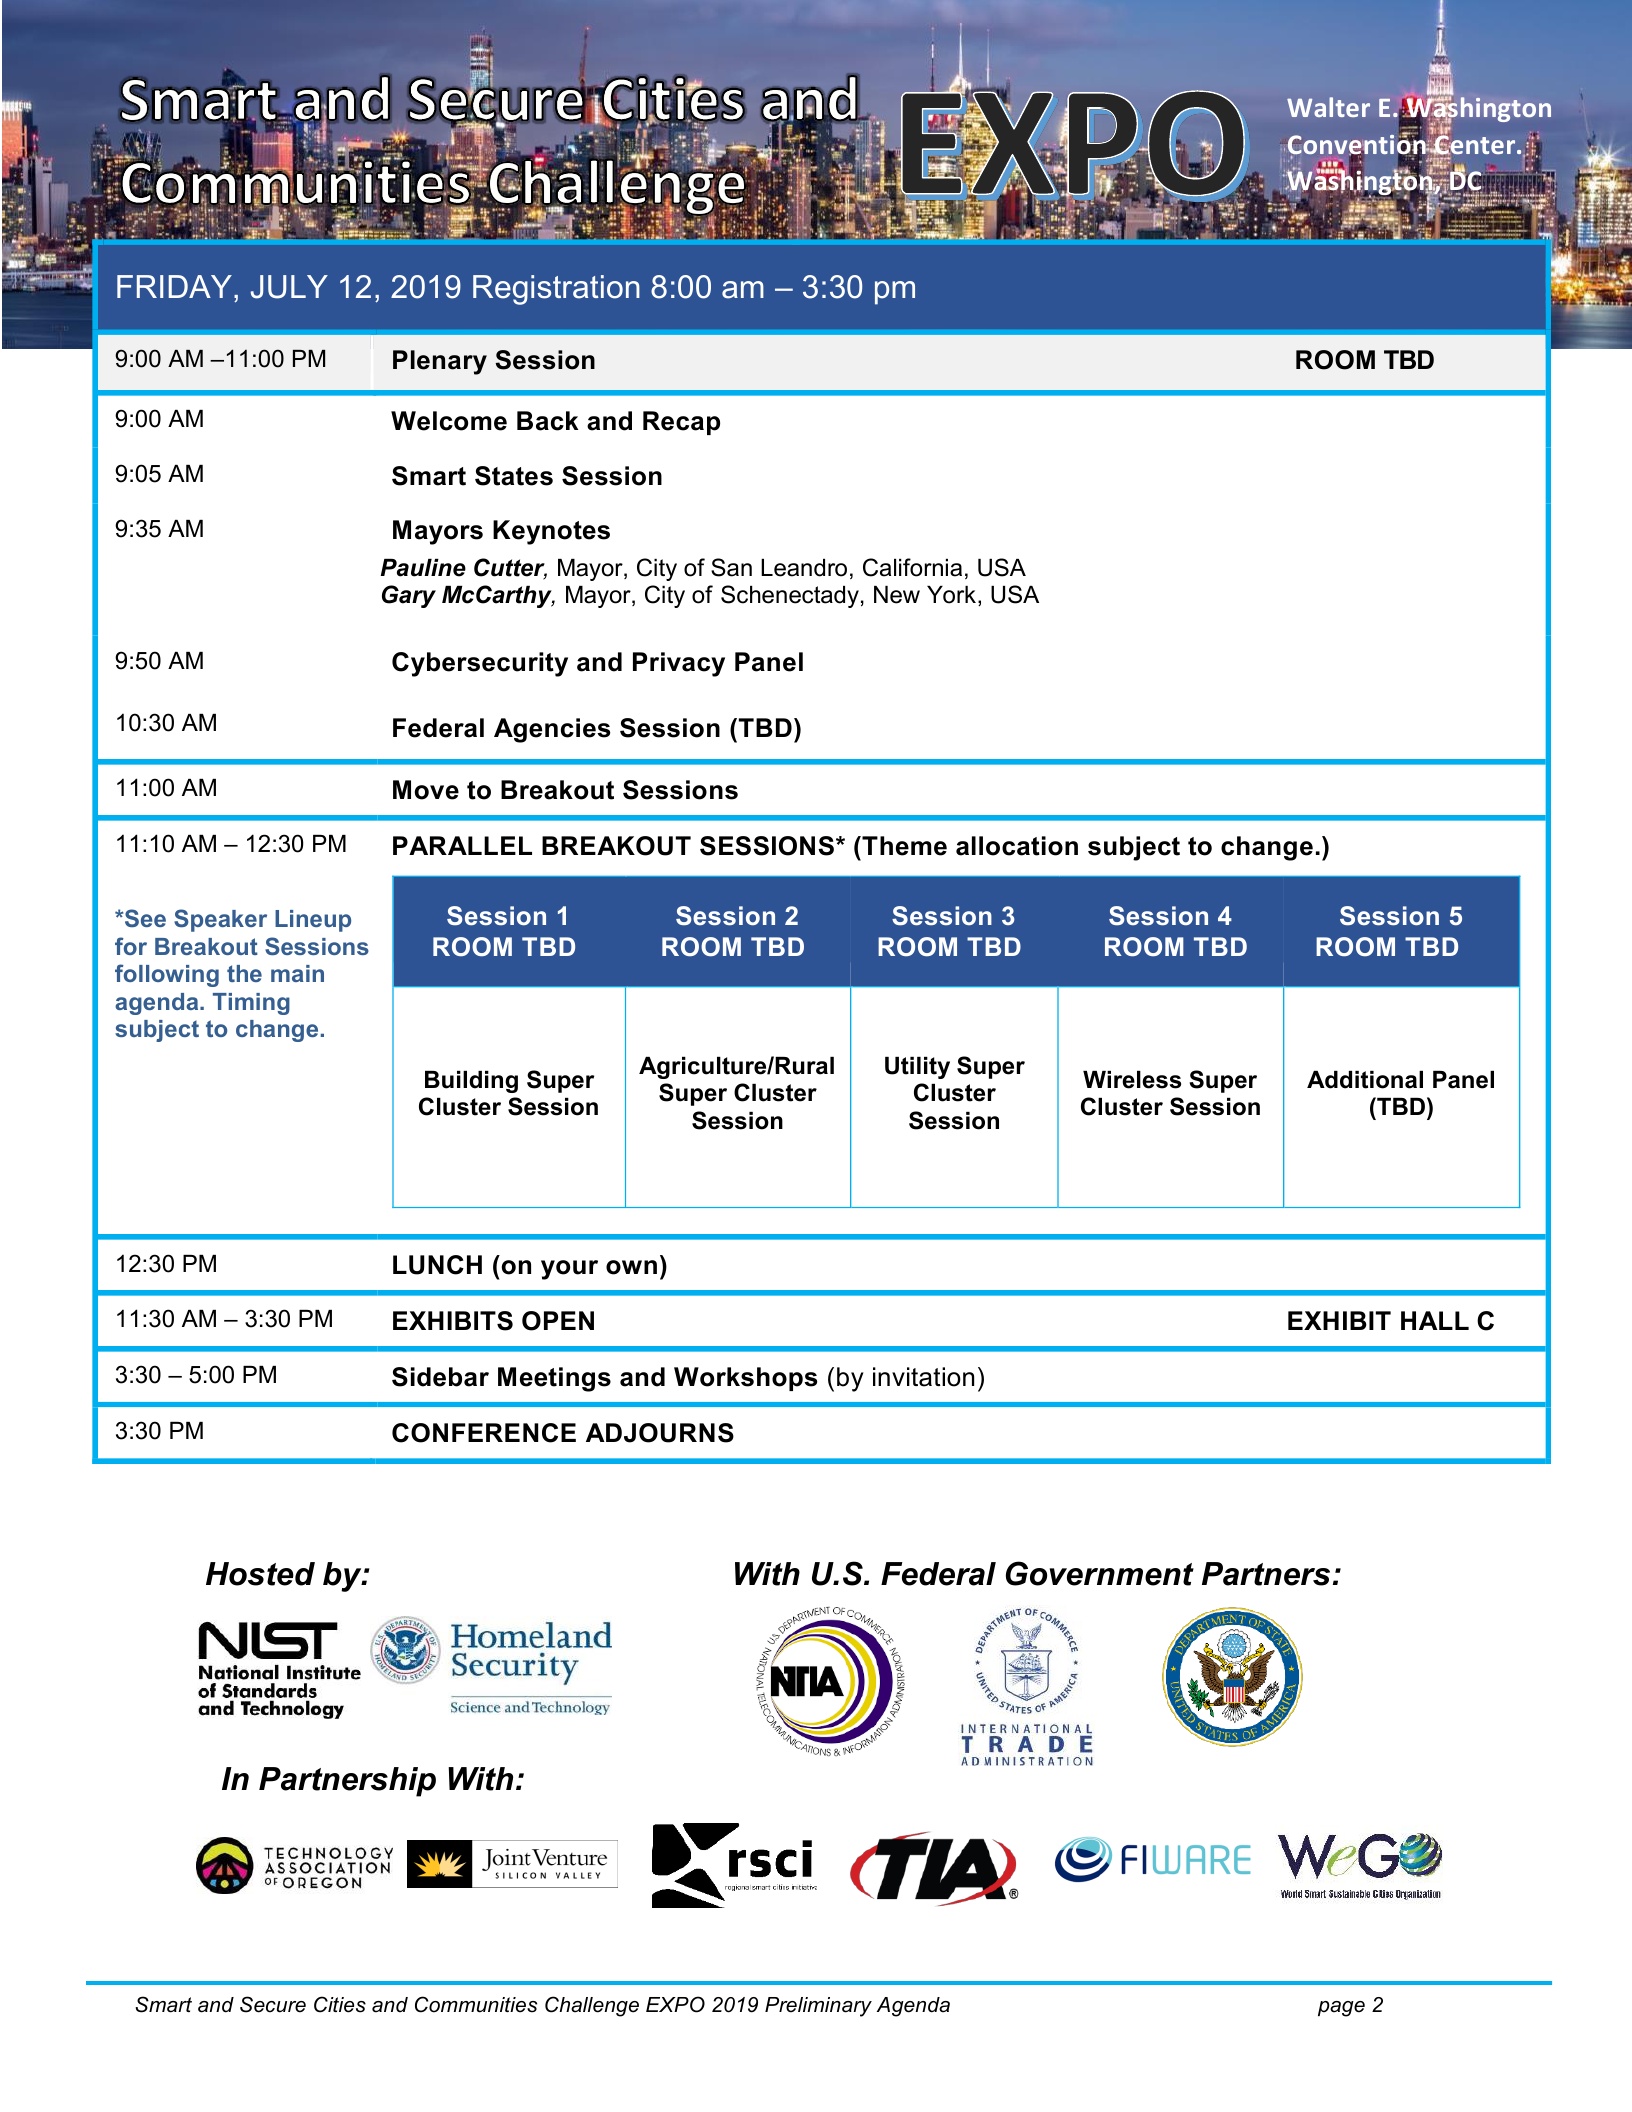 Smart and Secure Cities and
Communities Challenge
EXPO
Walter E. Washington
Convention Center.
Washington, DC
FRIDAY, JULY 12, 2019 Registration 8:00 am – 3:30 pm
9:00 AM –11:00 PM Plenary Session ROOM TBD
9:00 AM Welcome Back and Recap
9:05 AM Smart States Session
9:35 AM Mayors Keynotes
Pauline Cutter, Mayor, City of San Leandro, California, USA
Gary McCarthy, Mayor, City of Schenectady, New York, USA
9:50 AM Cybersecurity and Privacy Panel
10:30 AM Federal Agencies Session (TBD)
11:00 AM Move to Breakout Sessions
11:10 AM – 12:30 PM PARALLEL BREAKOUT SESSIONS* (Theme allocation subject to change.)
*See Speaker Lineup
for Breakout Sessions
following the main
agenda. Timing
subject to change.
Session 1
ROOM TBD
Session 2
ROOM TBD
Session 3
ROOM TBD
Session 4
ROOM TBD
Session 5
ROOM TBD
Building Super
Cluster Session
Agriculture/Rural
Super Cluster
Session
Utility Super
Cluster
Session
Wireless Super
Cluster Session
Additional Panel
(TBD)
12:30 PM LUNCH (on your own)
11:30 AM – 3:30 PM EXHIBITS OPEN EXHIBIT HALL C
3:30 – 5:00 PM Sidebar Meetings and Workshops (by invitation)
3:30 PM CONFERENCE ADJOURNS
Hosted by:
NIST
National Institute
of Standards
and Technology
U.S. DEPARTMENT OF HOMELAND SECURITY
Homeland
Security
Science and Technology
With U.S. Federal Government Partners:
U.S. DEPARTMENT OF COMMERCE NATIONAL TELECOMMUNICATIONS & INFORMATION ADMINISTRATION
NTIA
DEPARTMENT OF COMMERCE
UNITED STATES OF AMERICA
INTERNATIONAL
TRADE
ADMINISTRATION
DEPARTMENT OF STATE
UNITED STATES OF AMERICA
In Partnership With:
TECHNOLOGY
ASSOCIATION
OF OREGON
Joint Venture
SILICON VALLEY
rsci
regional smart cities initiative
TIA®
FIWARE
WeGO
World Smart Sustainable Cities Organization
Smart and Secure Cities and Communities Challenge EXPO 2019 Preliminary Agenda page 2